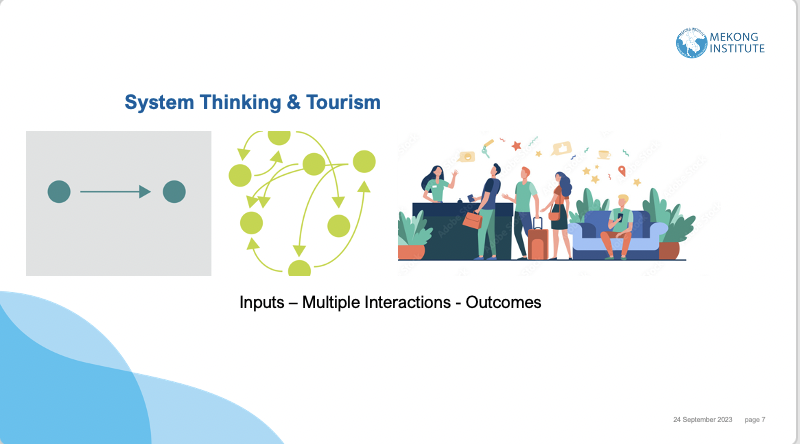 MEKONG
INSTITUTE
System Thinking & Tourism
Inputs – Multiple Interactions - Outcomes
24 September 2023 page 7